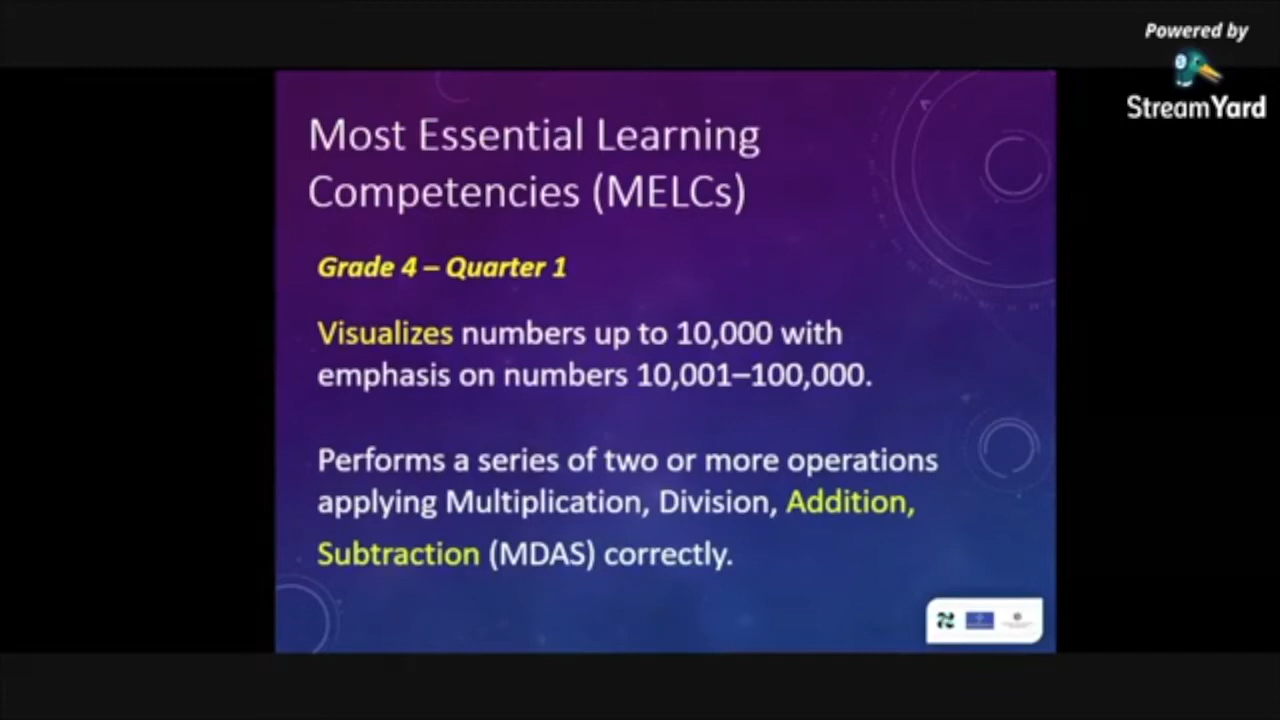 Powered by
StreamYard
Most Essential Learning
Competencies (MELCs)
Grade 4 – Quarter 1
Visualizes numbers up to 10,000 with
emphasis on numbers 10,001–100,000.
Performs a series of two or more operations
applying Multiplication, Division, Addition,
Subtraction (MDAS) correctly.